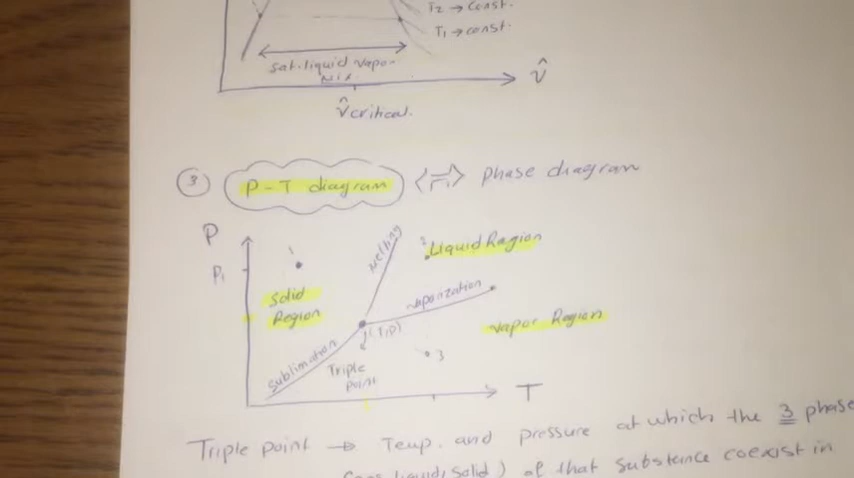 T2 → const.
T1 → const.
sat. liquid vapor
Mix
v̂
v̂ critical.
③ P-T diagram <=> phase diagram
P
P1
1
Solid
Region
Melting
2
Liquid Region
vaporization
Vapor Region
(T,P)
Sublimation
Triple
point
3
T
Triple point → Temp. and pressure at which the 3 phase
liquid, solid) of that substance coexist in